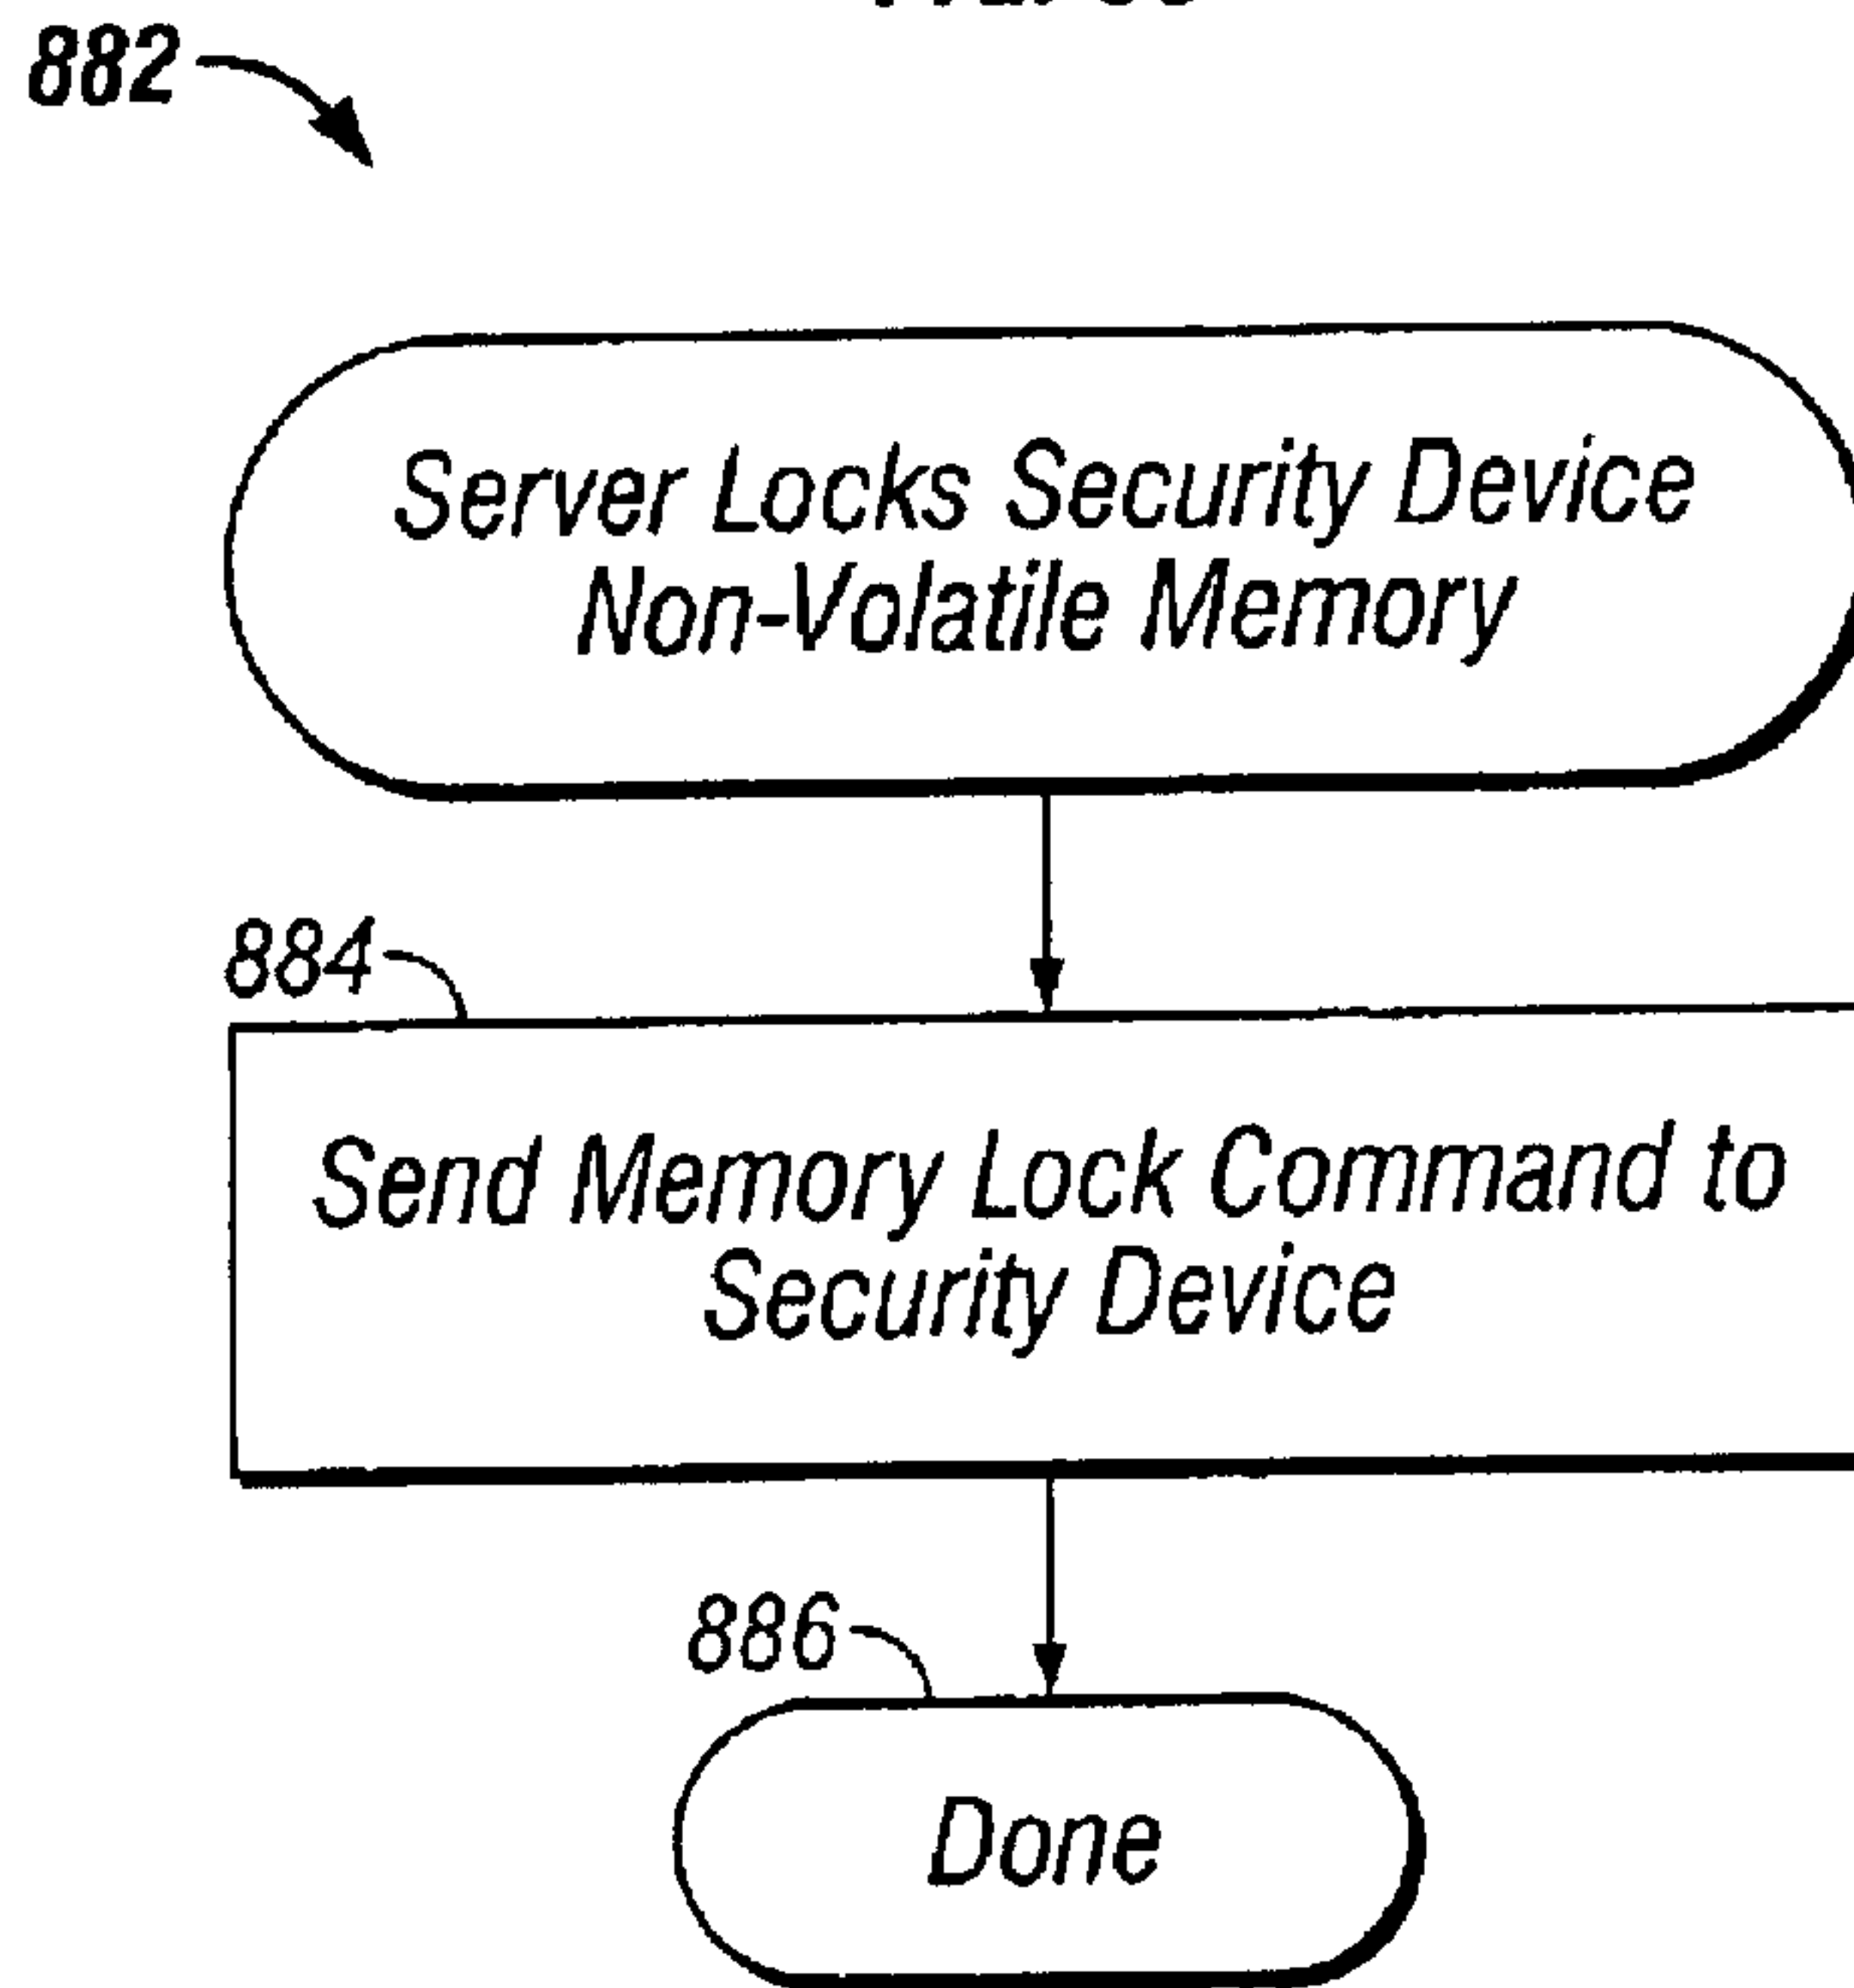 882
Server Locks Security Device
Non-Volatile Memory
884
Send Memory Lock Command to
Security Device
886
Done